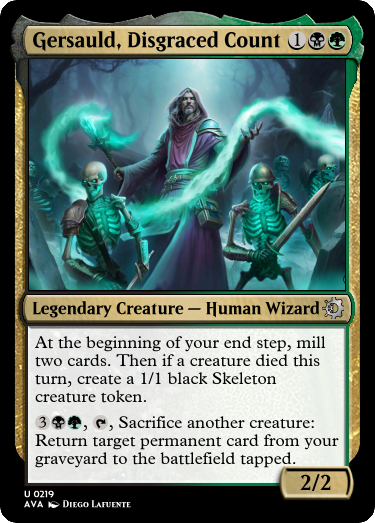 Gersauld, Disgraced Count 1
Legendary Creature — Human Wizard
At the beginning of your end step, mill
two cards. Then if a creature died this
turn, create a 1/1 black Skeleton
creature token.
3, , Sacrifice another creature:
Return target permanent card from your
graveyard to the battlefield tapped.
2/2
U 0219
AVA Diego Lafuente